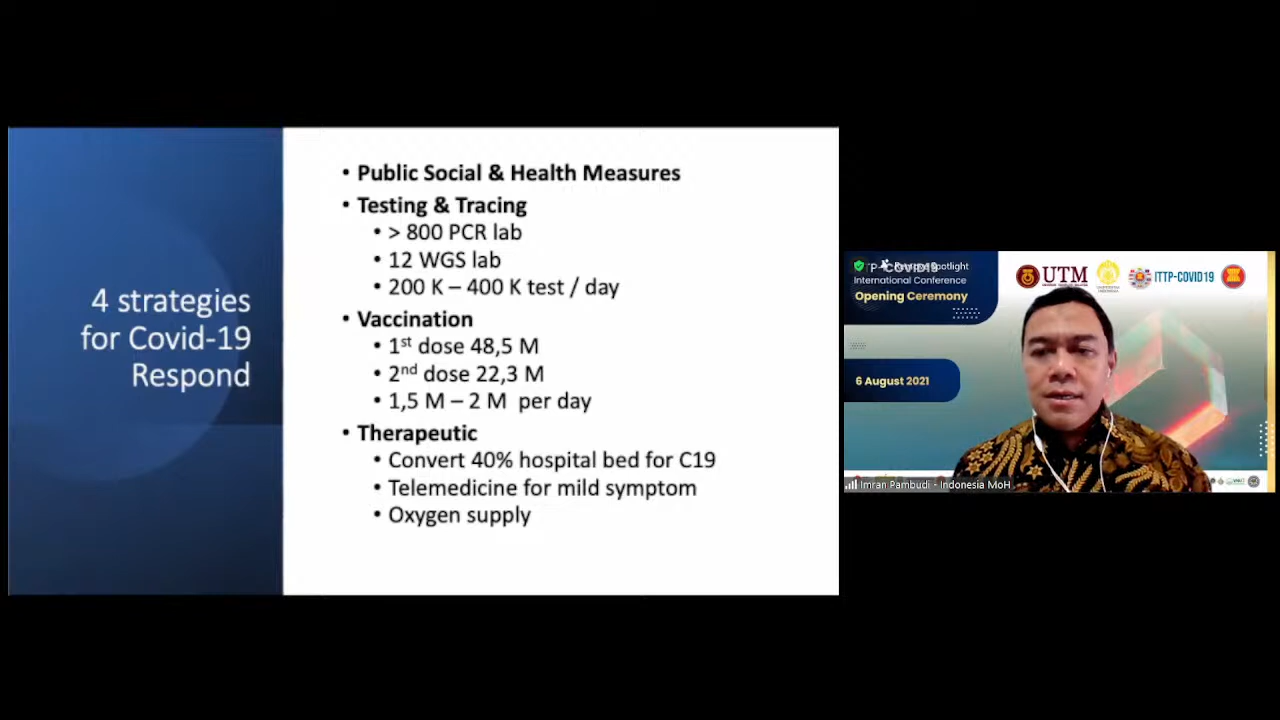 4 strategies
for Covid-19
Respond
• Public Social & Health Measures
• Testing & Tracing
• > 800 PCR lab
• 12 WGS lab
• 200 K – 400 K test / day
• Vaccination
• 1st dose 48,5 M
• 2nd dose 22,3 M
• 1,5 M – 2 M per day
• Therapeutic
• Convert 40% hospital bed for C19
• Telemedicine for mild symptom
• Oxygen supply
International Conference
Opening Ceremony
6 August 2021
UTM
ITTP-COVID19
Imran Pambudi - Indonesia MoH